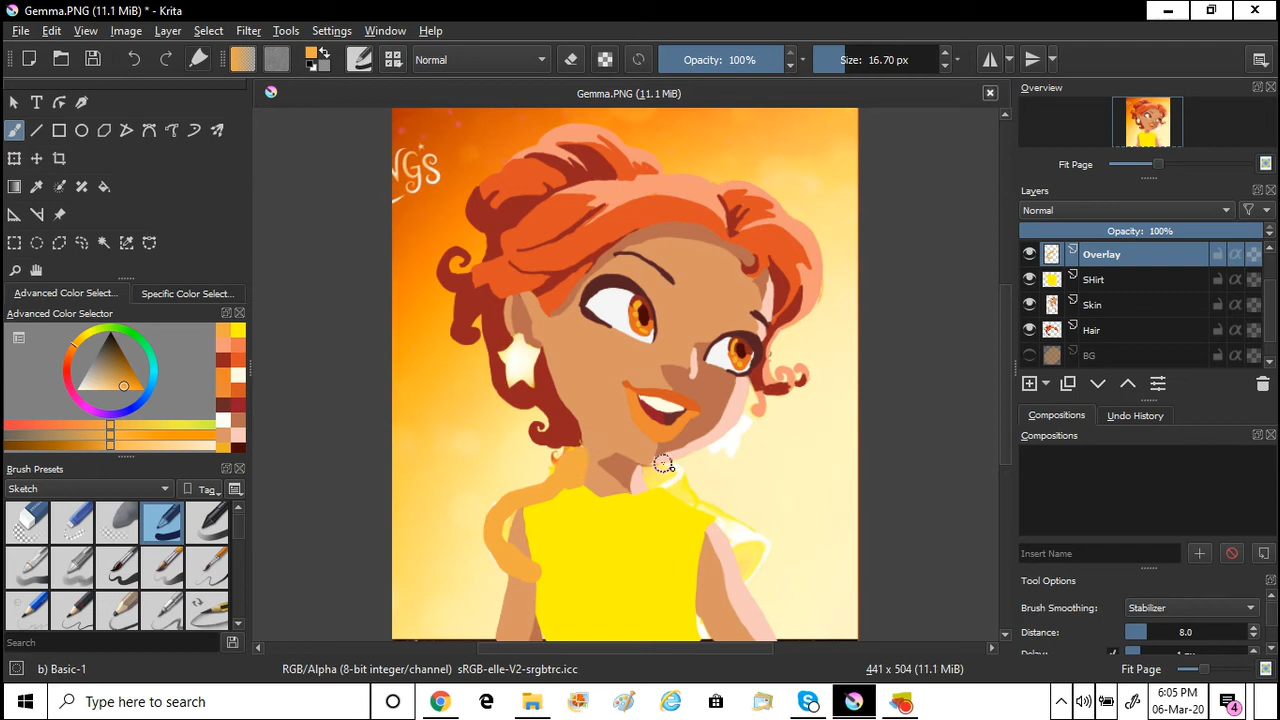 Gemma.PNG (11.1 MiB) * - Krita
File Edit View Image Layer Select Filter Tools Settings Window Help
Normal Opacity: 100% Size: 16.70 px
Gemma.PNG (11.1 MiB)
NGS
Overview
Fit Page
Layers
Normal
Opacity: 100%
Overlay
SHirt
Skin
Hair
BG
Advanced Color Select... Specific Color Select...
Advanced Color Selector
Brush Presets
Sketch Tag
Search
Compositions Undo History
Compositions
Insert Name
Tool Options
Brush Smoothing: Stabilizer
Distance: 8.0
b) Basic-1 RGB/Alpha (8-bit integer/channel) sRGB-elle-V2-srgbtrc.icc 441 x 504 (11.1 MiB) Fit Page
Type here to search
6:05 PM
06-Mar-20
4